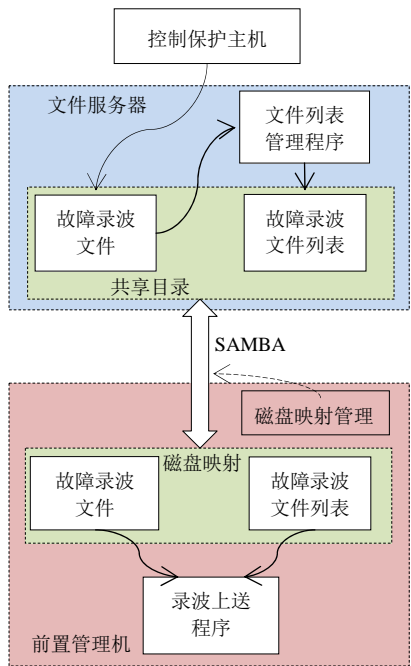 控制保护主机
文件服务器
文件列表
管理程序
故障录波
文件
故障录波
文件列表
共享目录
SAMBA
磁盘映射管理
磁盘映射
故障录波
文件
故障录波
文件列表
录波上送
程序
前置管理机